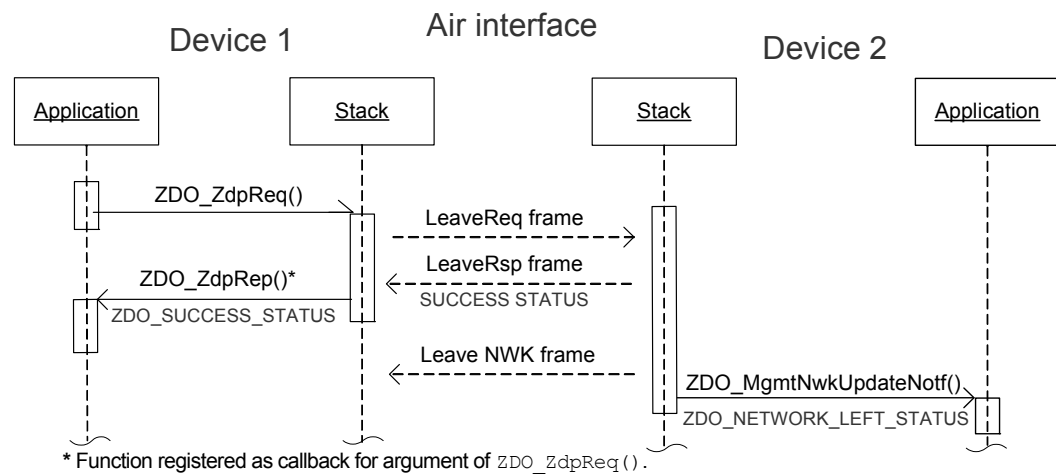 Device 1
Air interface
Device 2
Application
Stack
Stack
Application
ZDO_ZdpReq()
LeaveReq frame
LeaveRsp frame
SUCCESS STATUS
ZDO_ZdpRep()*
ZDO_SUCCESS_STATUS
Leave NWK frame
ZDO_MgmtNwkUpdateNotf()
ZDO_NETWORK_LEFT_STATUS
* Function registered as callback for argument of ZDO_ZdpReq().